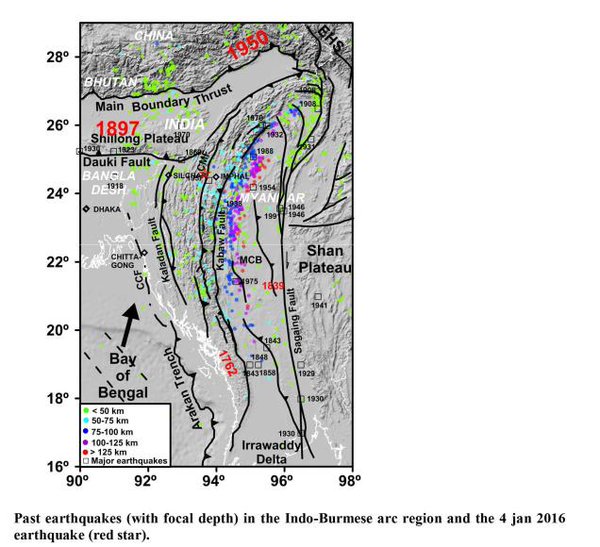 28°
26°
24°
22°
20°
18°
16°
90°
92°
94°
96°
98°
CHINA
1950
EHS
BHUTAN
Main Boundary Thrust
1908
1897
INDIA
1932
Shillong Plateau
1930
1923
1869
1988
1931
Dauki Fault
CMF
BANGLA
DESH
SILCHAR
IMPHAL
1918
1954
MYANMAR
1938
1946
1946
DHAKA
1991
Kaladan Fault
Kabaw Fault
CHITTA-
GONG
MCB
Shan
Plateau
CCF
1975
1839
1941
Sagaing Fault
Bay
of
Bengal
Arakan Trench
1762
1843
1848
1843
1858
1929
1930
1930
Irrawaddy
Delta
< 50 km
50-75 km
75-100 km
100-125 km
> 125 km
Major earthquakes
Past earthquakes (with focal depth) in the Indo-Burmese arc region and the 4 jan 2016
earthquake (red star).